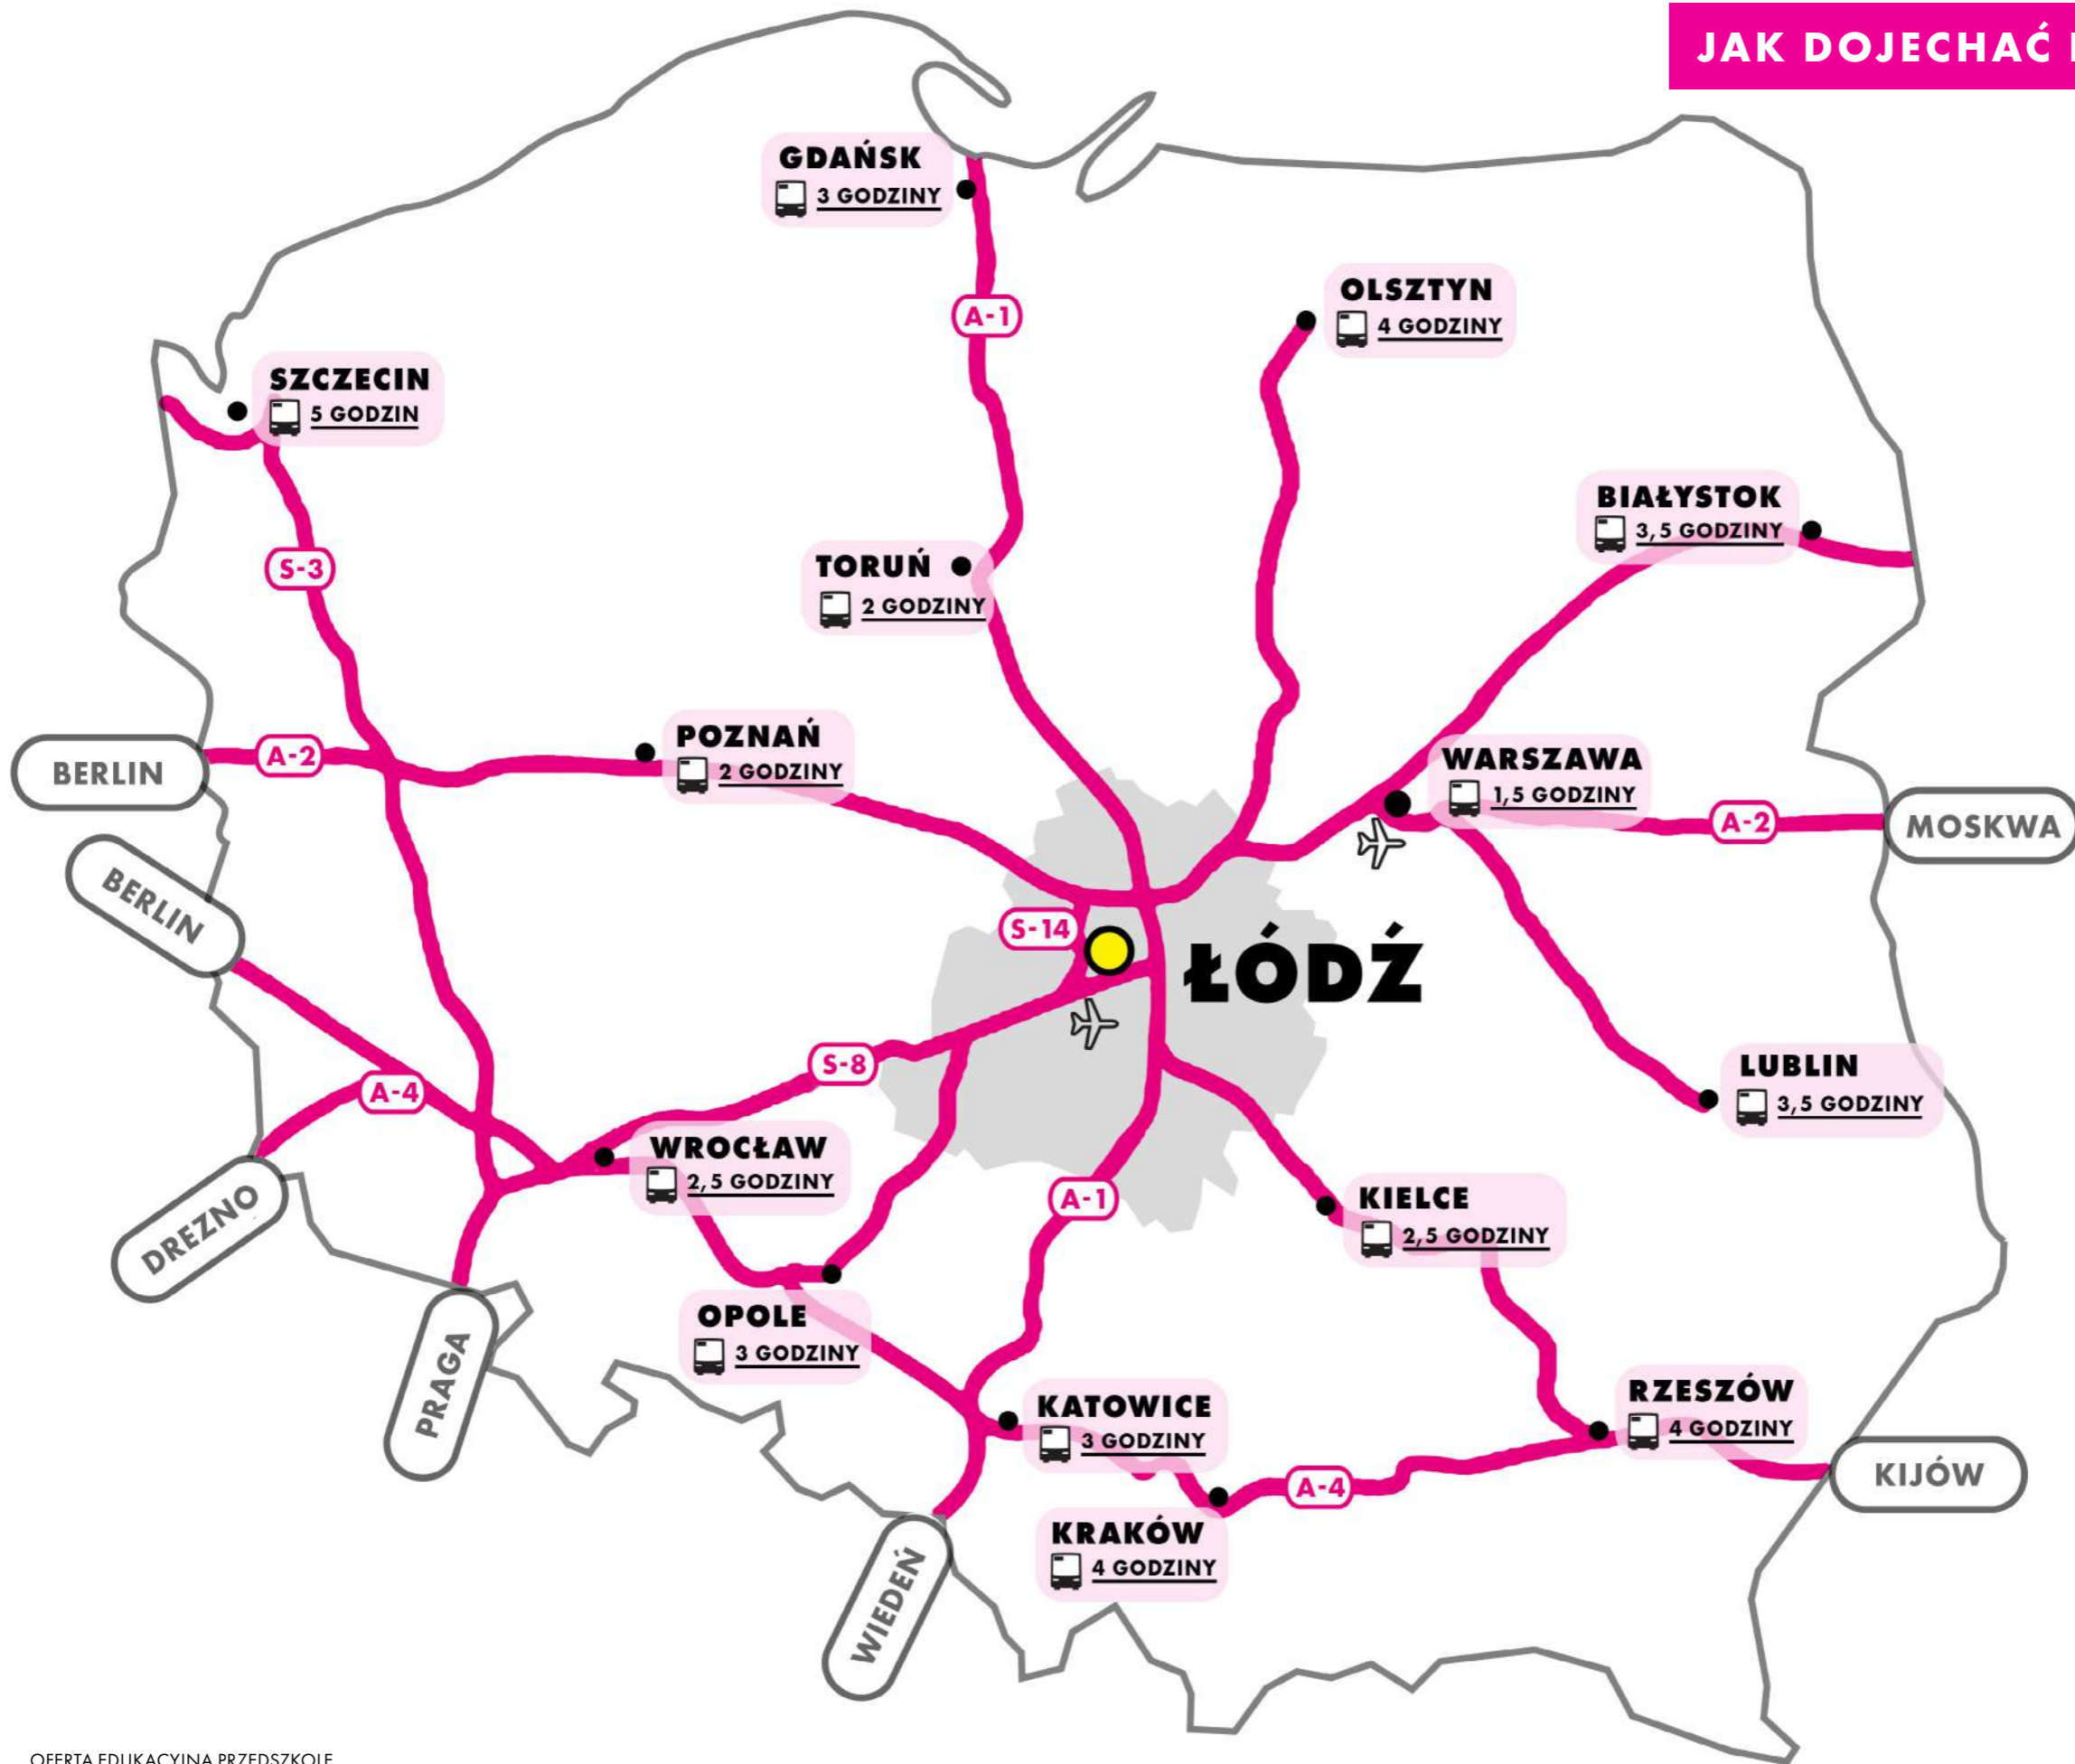 JAK DOJECHAĆ
GDAŃSK
3 GODZINY
OLSZTYN
4 GODZINY
A-1
SZCZECIN
5 GODZIN
BIAŁYSTOK
3,5 GODZINY
S-3
TORUŃ
2 GODZINY
POZNAŃ
2 GODZINY
BERLIN
A-2
WARSZAWA
1,5 GODZINY
A-2
MOSKWA
BERLIN
S-14
ŁÓDŹ
S-8
A-4
LUBLIN
3,5 GODZINY
WROCŁAW
2,5 GODZINY
A-1
KIELCE
2,5 GODZINY
DREZNO
OPOLE
3 GODZINY
PRAGA
KATOWICE
3 GODZINY
RZESZÓW
4 GODZINY
A-4
KIJÓW
KRAKÓW
4 GODZINY
WIEDEŃ
OFERTA EDUKACYJNA PRZEDSZKOLE